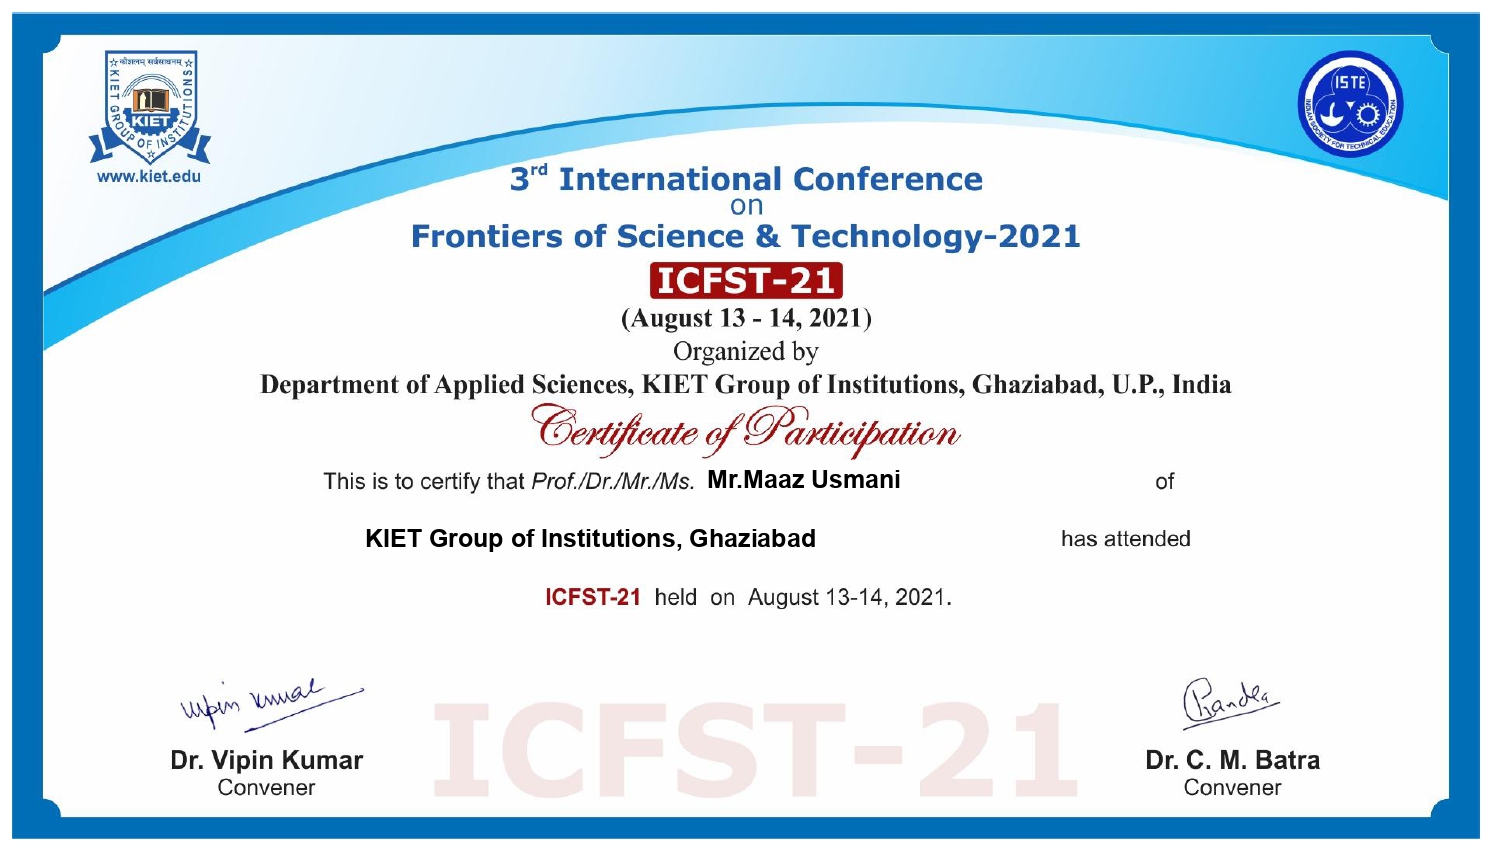 कौशलम् सर्वसाधनम्
KIET GROUP OF INSTITUTIONS
KIET
www.kiet.edu
ISTE
INDIAN SOCIETY FOR TECHNICAL EDUCATION
3rd International Conference
on
Frontiers of Science & Technology-2021
ICFST-21
(August 13 - 14, 2021)
Organized by
Department of Applied Sciences, KIET Group of Institutions, Ghaziabad, U.P., India
Certificate of Participation
This is to certify that Prof./Dr./Mr./Ms. Mr.Maaz Usmani of
KIET Group of Institutions, Ghaziabad has attended
ICFST-21 held on August 13-14, 2021.
Vipin Kumar
Chandra
ICFST-21
Dr. Vipin Kumar Dr. C. M. Batra
Convener Convener